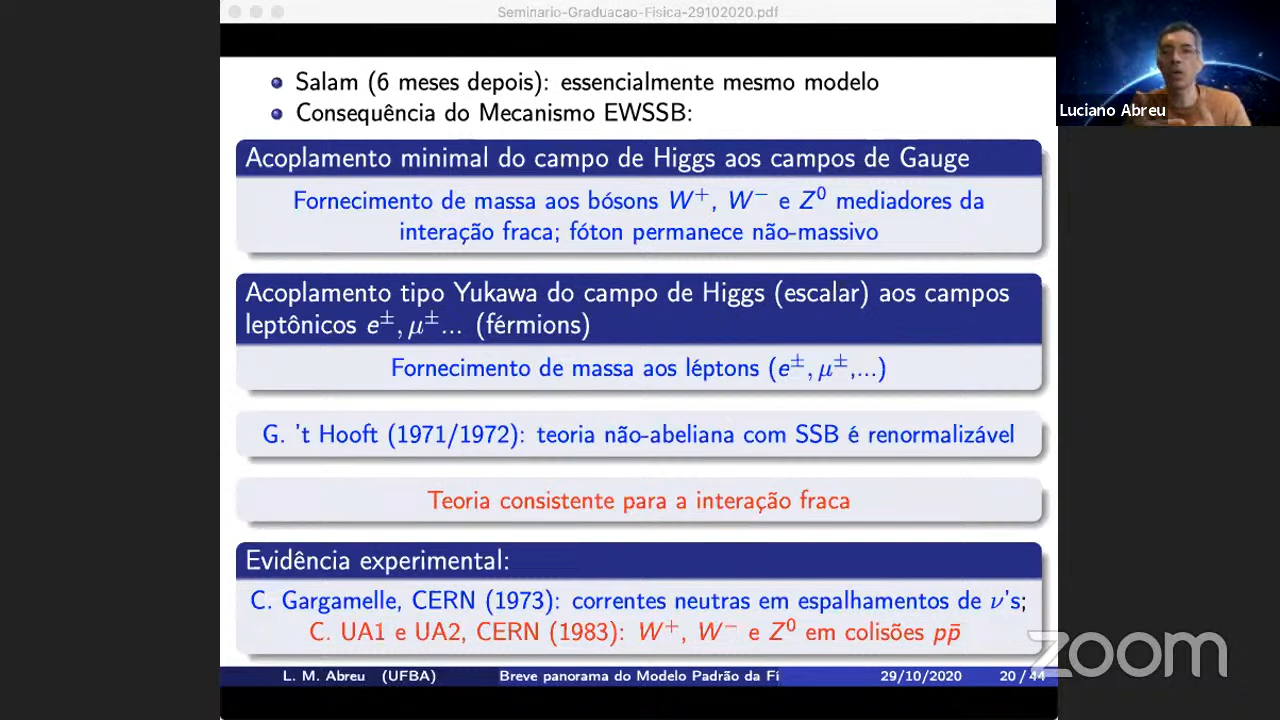 Seminario-Graduacao-Fisica-29102020.pdf
Salam (6 meses depois): essencialmente mesmo modelo
Consequência do Mecanismo EWSSB:
Luciano Abreu
Acoplamento minimal do campo de Higgs aos campos de Gauge
Fornecimento de massa aos bósons W⁺, W⁻ e Z⁰ mediadores da
interação fraca; fóton permanece não-massivo
Acoplamento tipo Yukawa do campo de Higgs (escalar) aos campos
leptônicos e±, μ±... (férmions)
Fornecimento de massa aos léptons (e±, μ±,...)
G. 't Hooft (1971/1972): teoria não-abeliana com SSB é renormalizável
Teoria consistente para a interação fraca
Evidência experimental:
C. Gargamelle, CERN (1973): correntes neutras em espalhamentos de ν's;
C. UA1 e UA2, CERN (1983): W⁺, W⁻ e Z⁰ em colisões pp̄
L. M. Abreu (UFBA) Breve panorama do Modelo Padrão da Fí 29/10/2020 20 / 44
zoom